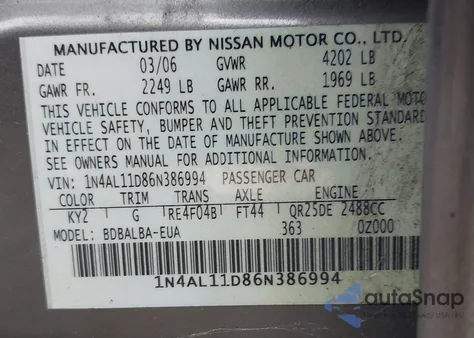 MANUFACTURED BY NISSAN MOTOR CO., LTD.
DATE 03/06 GVWR 4202 LB
GAWR FR. 2249 LB GAWR RR. 1969 LB
THIS VEHICLE CONFORMS TO ALL APPLICABLE FEDERAL MOTO
VEHICLE SAFETY, BUMPER AND THEFT PREVENTION STANDARD
IN EFFECT ON THE DATE OF MANUFACTURE SHOWN ABOVE.
SEE OWNERS MANUAL FOR ADDITIONAL INFORMATION.
VIN: 1N4AL11D86N386994 PASSENGER CAR
COLOR TRIM TRANS AXLE ENGINE
KY2 G RE4F04B FT44 QR25DE 2488CC
MODEL: BDBALBA-EUA 363 0Z000
1N4AL11D86N386994
autoSnap